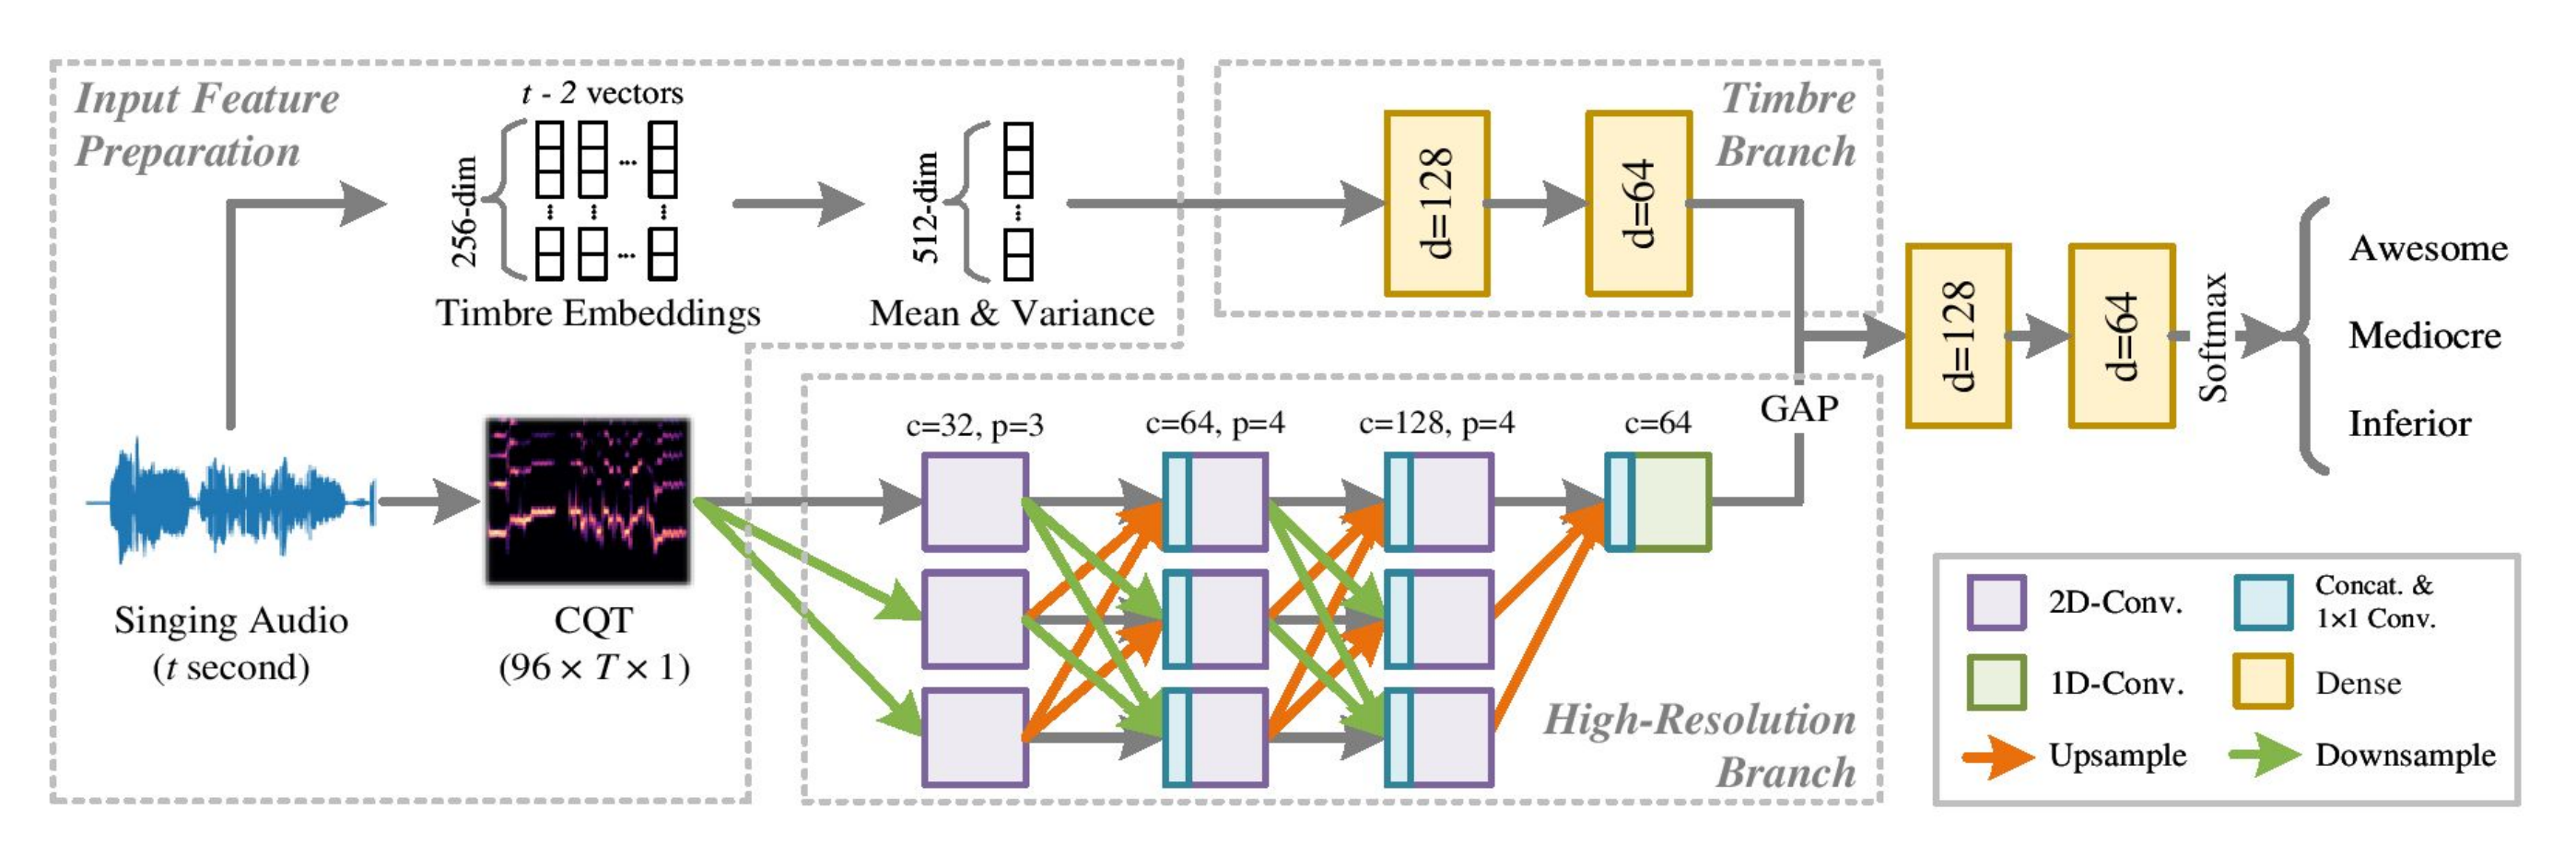 Input Feature
Preparation
t - 2 vectors
256-dim
Timbre Embeddings
512-dim
Mean & Variance
Timbre
Branch
d=128
d=64
Singing Audio
(t second)
CQT
(96 × T × 1)
c=32, p=3
c=64, p=4
c=128, p=4
c=64
GAP
High-Resolution
Branch
d=128
d=64
Softmax
Awesome
Mediocre
Inferior
2D-Conv.
Concat. &
1×1 Conv.
1D-Conv.
Dense
Upsample
Downsample